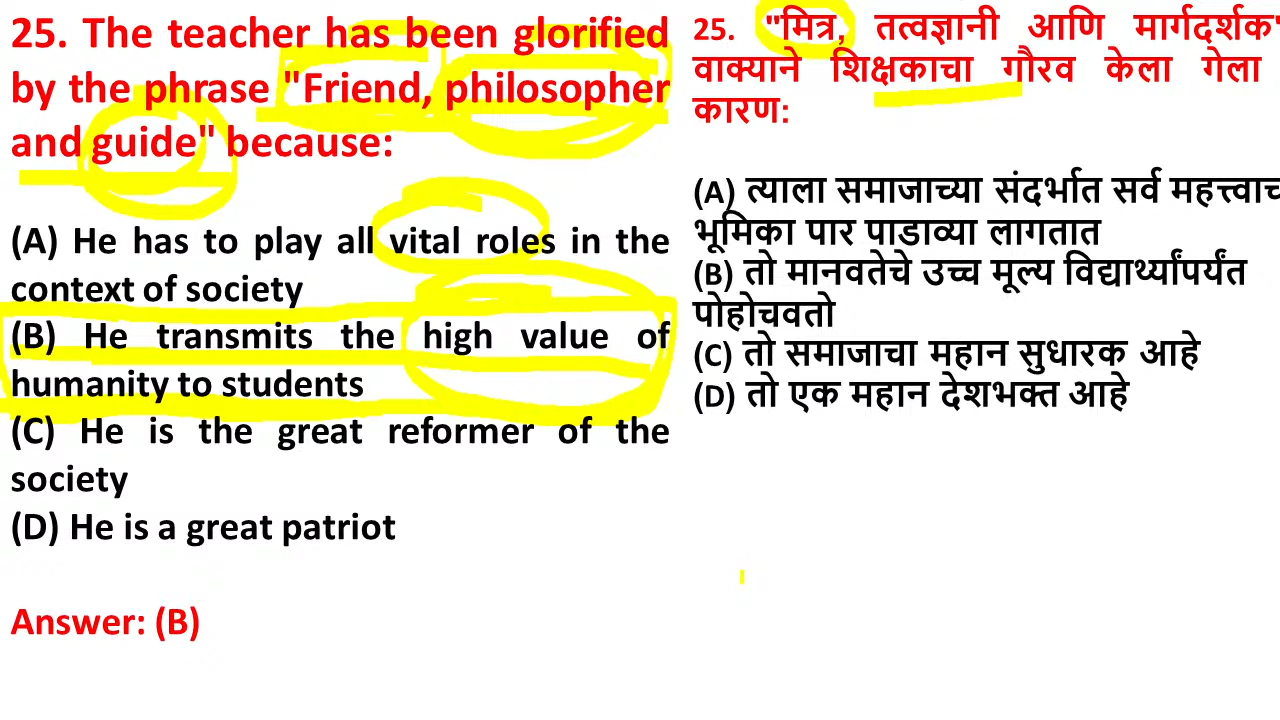 25. The teacher has been glorified
by the phrase "Friend, philosopher
and guide" because:
(A) He has to play all vital roles in the
context of society
(B) He transmits the high value of
humanity to students
(C) He is the great reformer of the
society
(D) He is a great patriot
Answer: (B)
25. "मित्र, तत्वज्ञानी आणि मार्गदर्शक"
वाक्याने शिक्षकाचा गौरव केला गेला
कारण:
(A) त्याला समाजाच्या संदर्भात सर्व
भूमिका पार पाडाव्या लागतात
(B) तो मानवतेचे उच्च मूल्य विद्यार्थ्यांपर्यंत
पोहोचवतो
(C) तो समाजाचा महान सुधारक आहे
(D) तो एक महान देशभक्त आहे